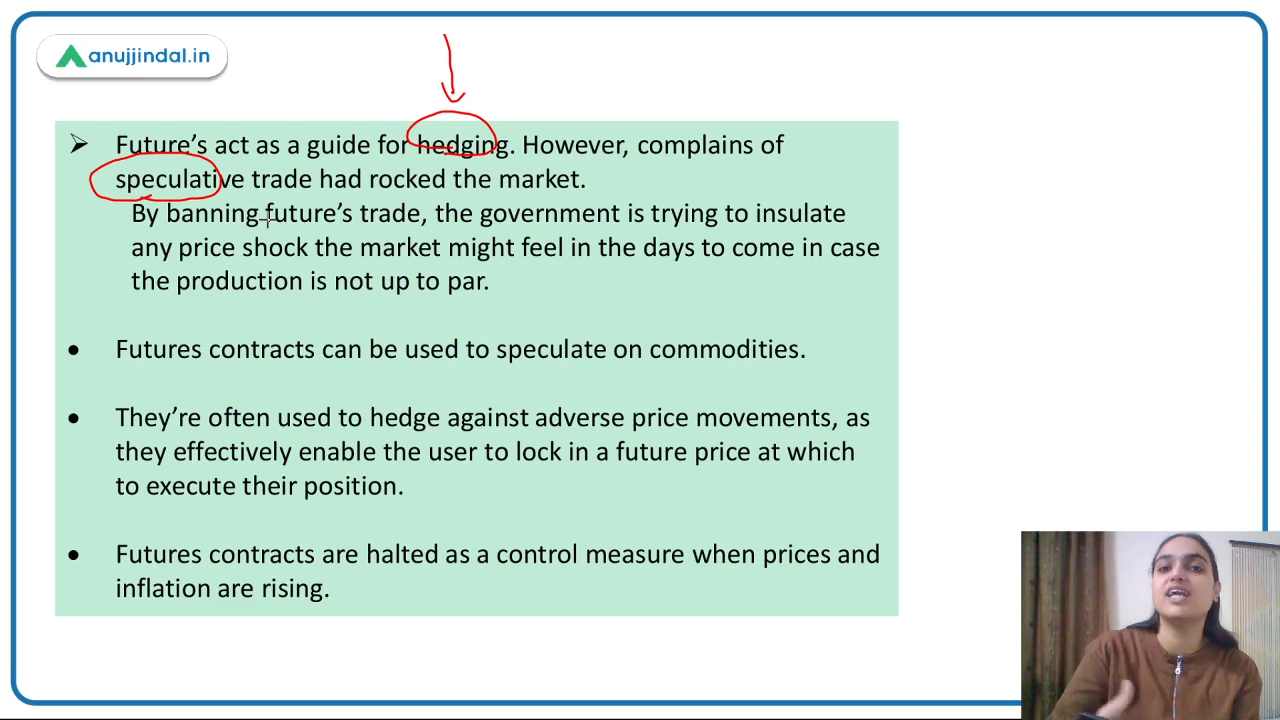 anujjindal.in
➢ Future's act as a guide for hedging. However, complains of
speculative trade had rocked the market.
By banning future's trade, the government is trying to insulate
any price shock the market might feel in the days to come in case
the production is not up to par.
• Futures contracts can be used to speculate on commodities.
• They're often used to hedge against adverse price movements, as
they effectively enable the user to lock in a future price at which
to execute their position.
• Futures contracts are halted as a control measure when prices and
inflation are rising.